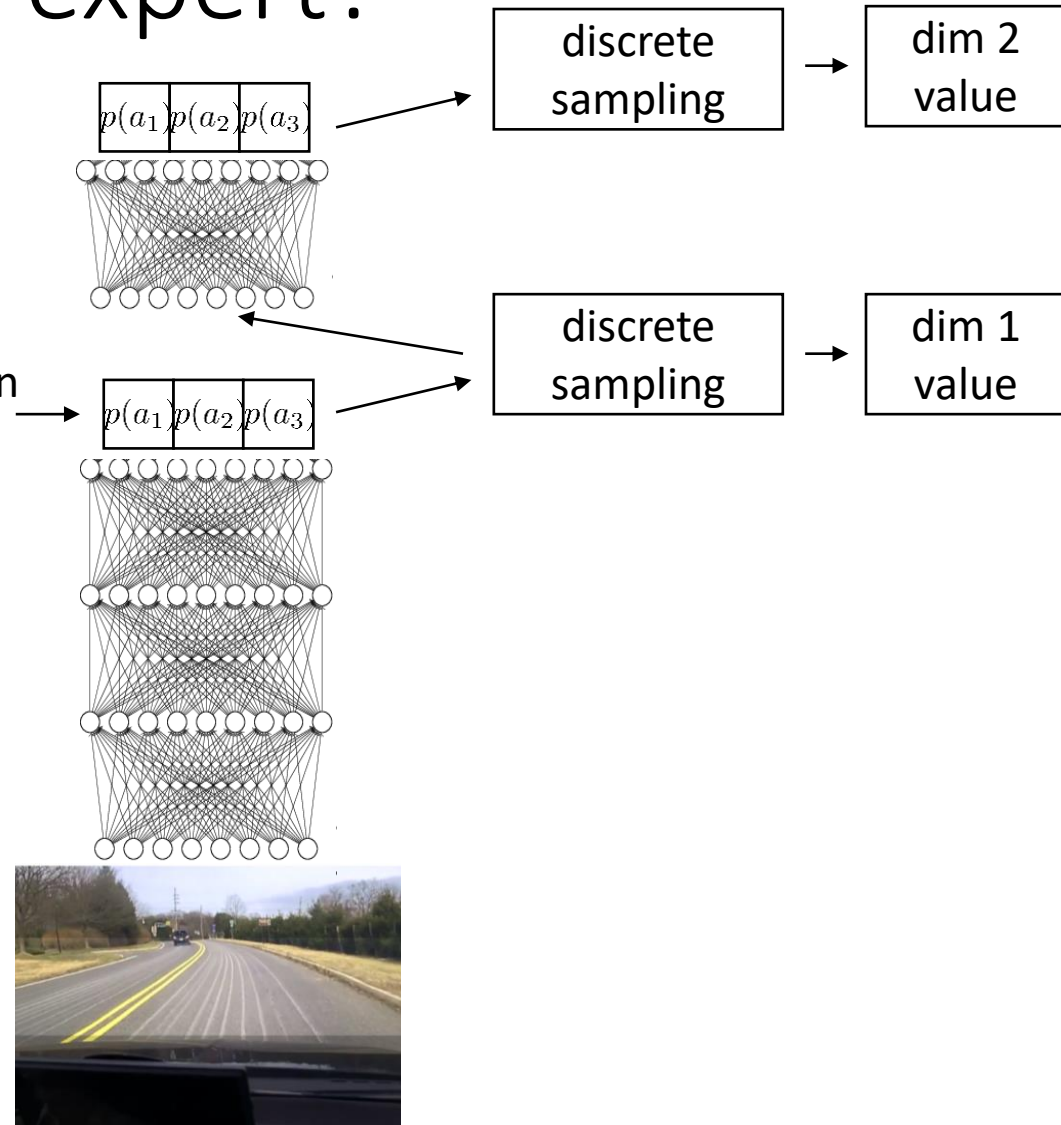 expert?
discrete
sampling
dim 2
value
p(a₁) p(a₂) p(a₃)
discrete
sampling
dim 1
value
p(a₁) p(a₂) p(a₃)